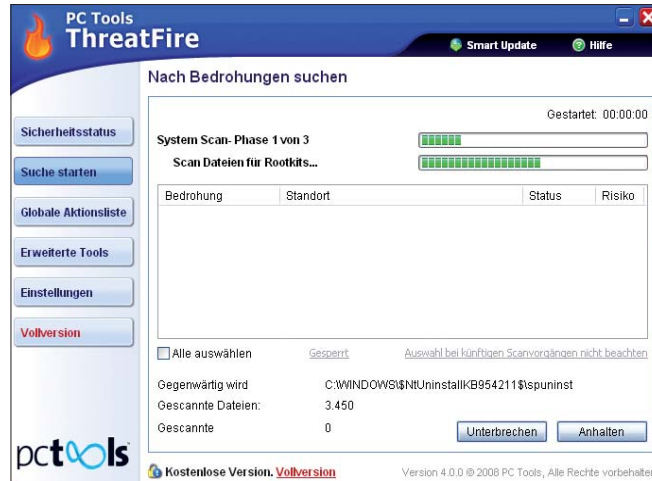 PC Tools
ThreatFire
Smart Update
Hilfe
Nach Bedrohungen suchen
Gestartet: 00:00:00
Sicherheitsstatus
Suche starten
Globale Aktionsliste
Erweiterte Tools
Einstellungen
Vollversion
System Scan- Phase 1 von 3
Scan Dateien für Rootkits...
Bedrohung Standort Status Risiko
Alle auswählen Gesperrt Auswahl bei künftigen Scanvorgängen nicht beachten
Gegenwärtig wird C:\WINDOWS\$NtUninstallKB954211$\spuninst
Gescannte Dateien: 3.450
Gescannte 0
Unterbrechen Anhalten
pctools
Kostenlose Version. Vollversion
Version 4.0.0 © 2008 PC Tools, Alle Rechte vorbehalten